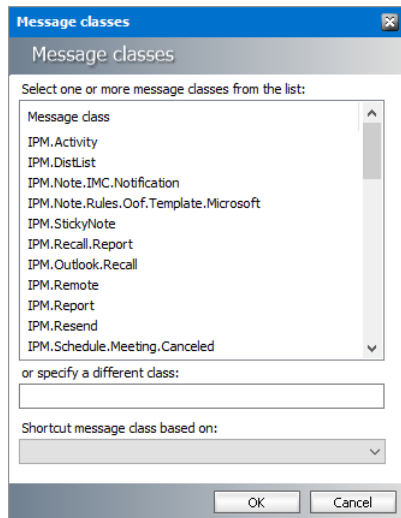 Message classes
Message classes
Select one or more message classes from the list:
Message class
IPM.Activity
IPM.DistList
IPM.Note.IMC.Notification
IPM.Note.Rules.Oof.Template.Microsoft
IPM.StickyNote
IPM.Recall.Report
IPM.Outlook.Recall
IPM.Remote
IPM.Report
IPM.Resend
IPM.Schedule.Meeting.Canceled
or specify a different class:
Shortcut message class based on:
OK Cancel